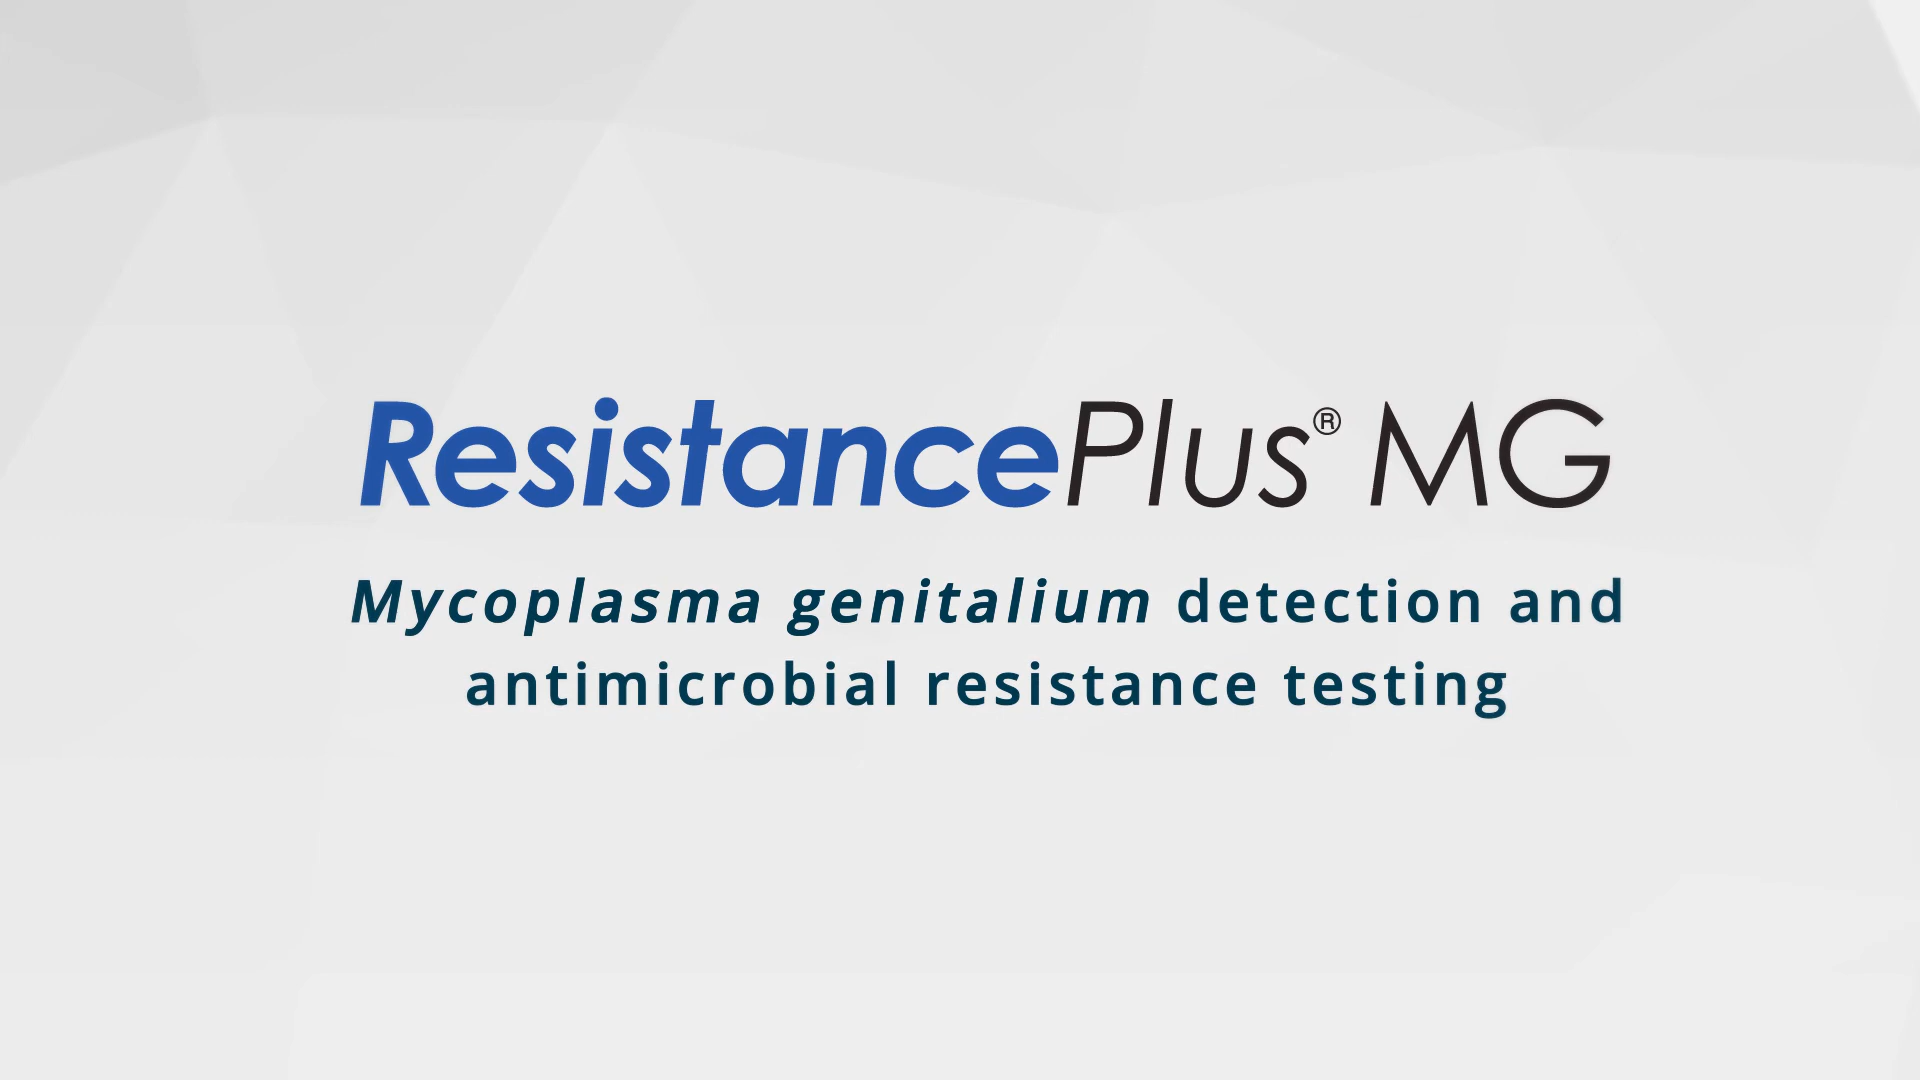 ResistancePlus® MG
Mycoplasma genitalium detection and
antimicrobial resistance testing